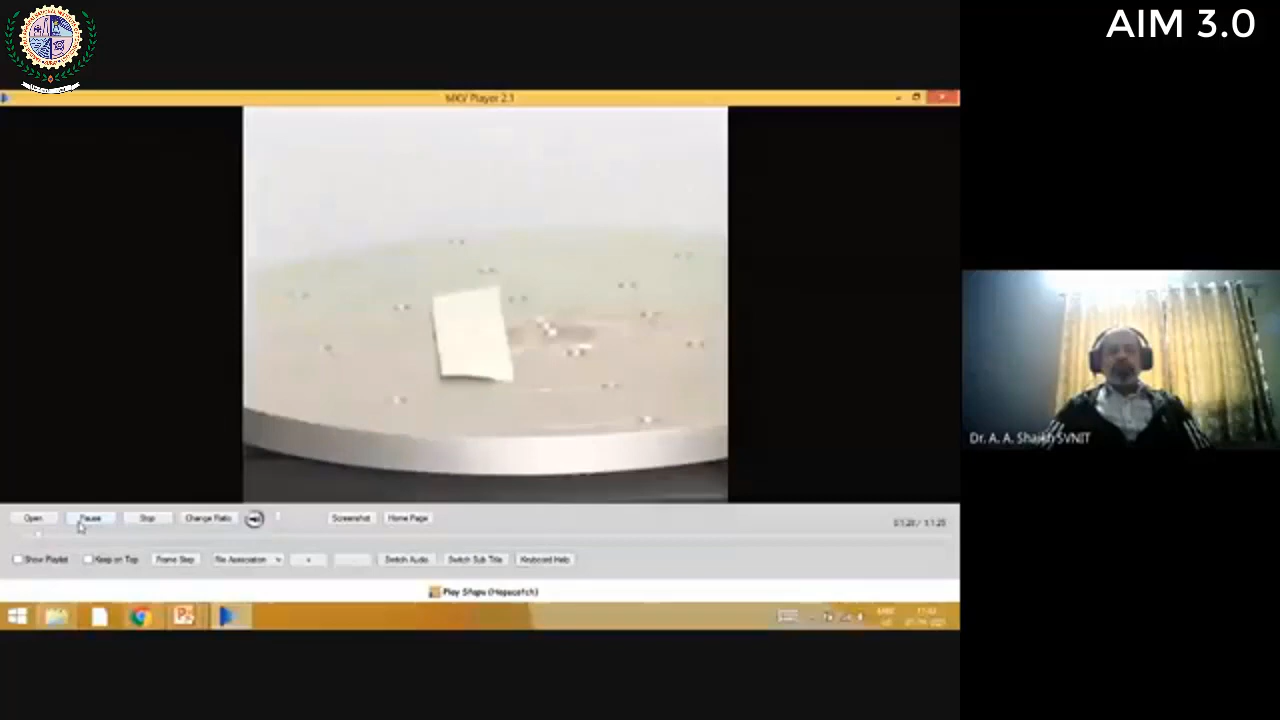 AIM 3.0
MKV Player 2.1
Dr. A. A. Shaikh SVNIT
Open
Pause
Stop
Change Ratio
Screenshot
Home Page
Show Playlist
Keep on Top
Frame Step
File Association
Switch Audio
Switch Sub Title
Keyboard Help